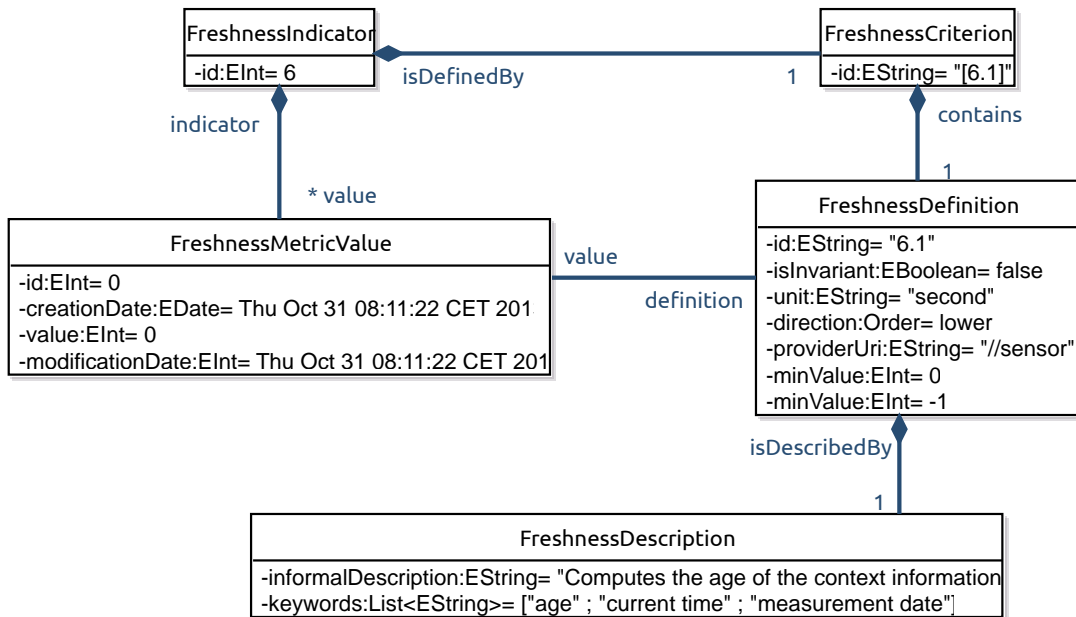 FreshnessIndicator
-id:EInt= 6
isDefinedBy
1
FreshnessCriterion
-id:EString= "[6.1]"
indicator
* value
contains
1
FreshnessMetricValue
-id:EInt= 0
-creationDate:EDate= Thu Oct 31 08:11:22 CET 201
-value:EInt= 0
-modificationDate:EInt= Thu Oct 31 08:11:22 CET 201
value
definition
FreshnessDefinition
-id:EString= "6.1"
-isInvariant:EBoolean= false
-unit:EString= "second"
-direction:Order= lower
-providerUri:EString= "//sensor"
-minValue:EInt= 0
-minValue:EInt= -1
isDescribedBy
1
FreshnessDescription
-informalDescription:EString= "Computes the age of the context information
-keywords:List<EString>= ["age" ; "current time" ; "measurement date"]